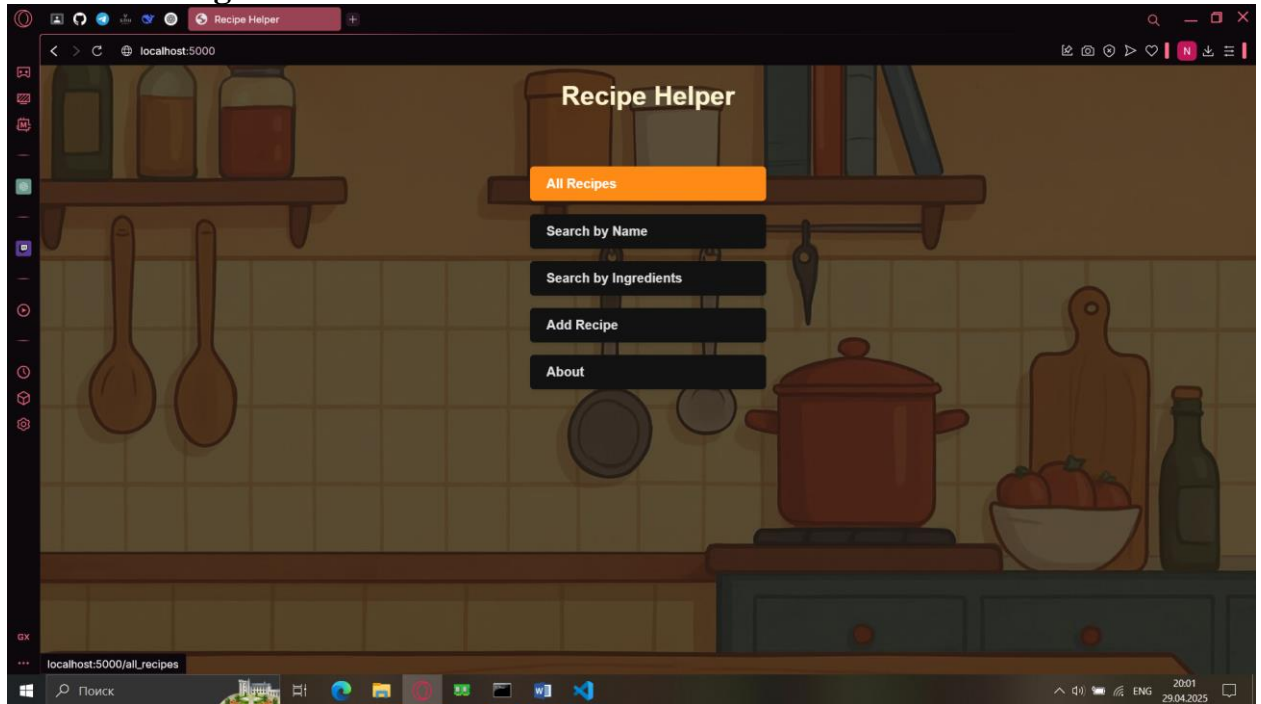 Recipe Helper
localhost:5000
N
Recipe Helper
All Recipes
Search by Name
Search by Ingredients
Add Recipe
About
GX
localhost:5000/all_recipes
Поиск
ENG
20:01
29.04.2025